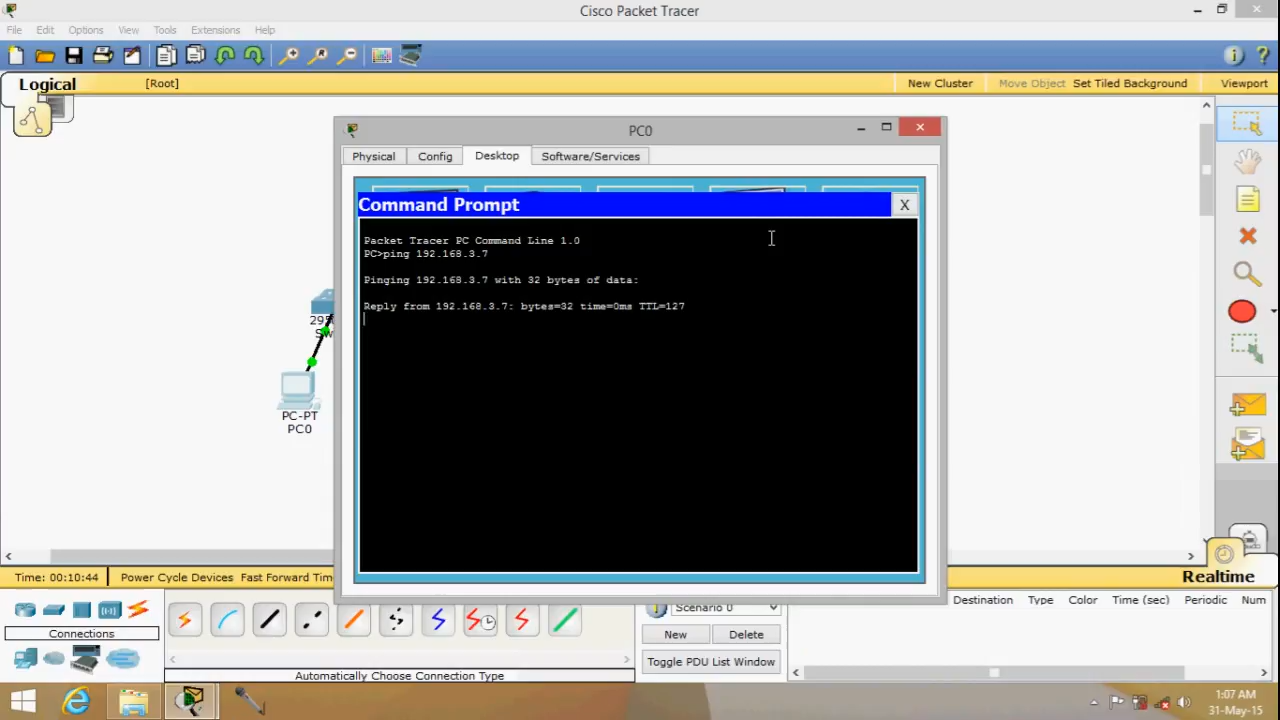 Cisco Packet Tracer
File Edit Options View Tools Extensions Help
Logical [Root] New Cluster Move Object Set Tiled Background Viewport
PC0
Physical Config Desktop Software/Services
Command Prompt X
Packet Tracer PC Command Line 1.0
PC>ping 192.168.3.7
Pinging 192.168.3.7 with 32 bytes of data:
Reply from 192.168.3.7: bytes=32 time=0ms TTL=127
295
Sw
PC-PT
PC0
Time: 00:10:44 Power Cycle Devices Fast Forward Tim
Realtime
Connections
Automatically Choose Connection Type
Scenario 0
New Delete
Toggle PDU List Window
Destination Type Color Time (sec) Periodic Num
1:07 AM
31-May-15